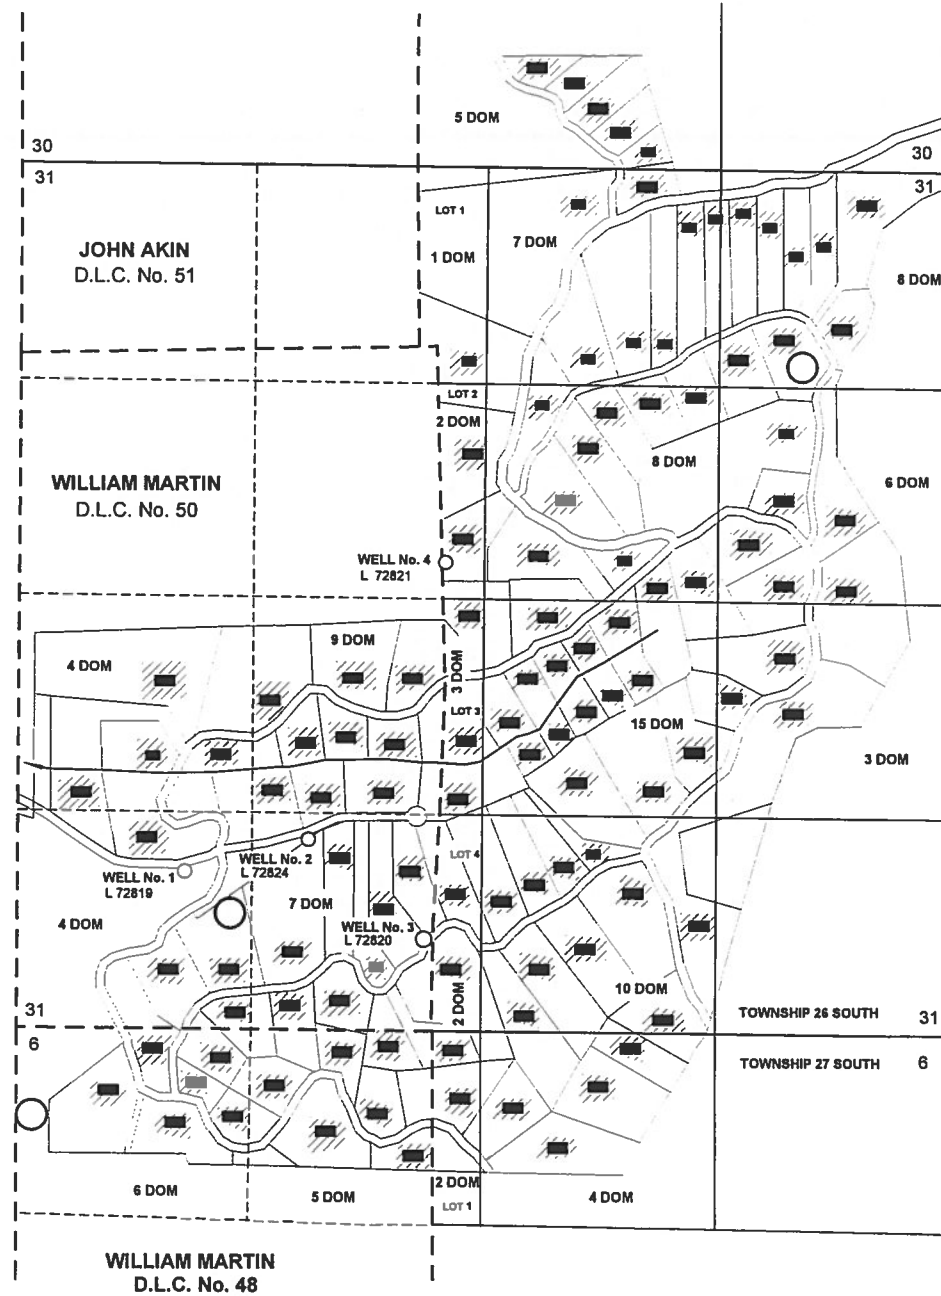 5 DOM
30
30
31
31
LOT 1
JOHN AKIN
D.L.C. No. 51
7 DOM
1 DOM
8 DOM
LOT 2
2 DOM
8 DOM
WILLIAM MARTIN
D.L.C. No. 50
6 DOM
WELL No. 4
L 72821
9 DOM
4 DOM
3 DOM
LOT 3
15 DOM
3 DOM
WELL No. 2
L 72824
LOT 4
WELL No. 1
L 72819
7 DOM
4 DOM
WELL No. 3
L 72820
2 DOM
10 DOM
31
TOWNSHIP 26 SOUTH
31
6
TOWNSHIP 27 SOUTH
6
6 DOM
5 DOM
2 DOM
4 DOM
LOT 1
WILLIAM MARTIN
D.L.C. No. 48